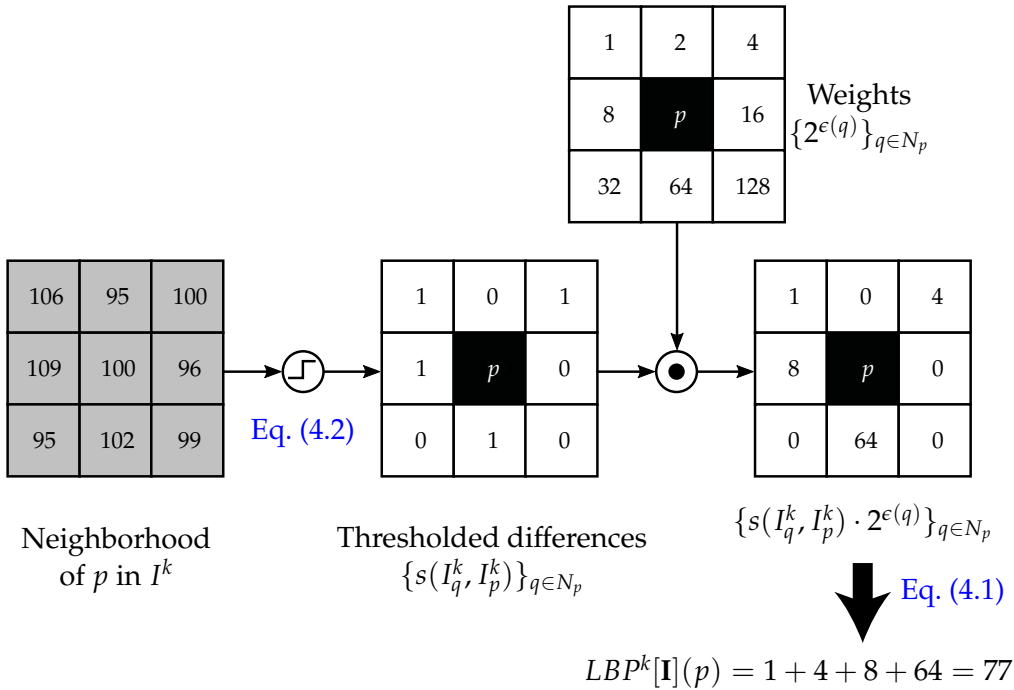 1 2 4
8 p 16
32 64 128
Weights
{2^{ϵ(q)}}_{q∈N_p}
106 95 100
109 100 96
95 102 99
Eq. (4.2)
1 0 1
1 p 0
0 1 0
1 0 4
8 p 0
0 64 0
Neighborhood
of p in I^k
Thresholded differences
{s(I_q^k, I_p^k)}_{q∈N_p}
{s(I_q^k, I_p^k) · 2^{ϵ(q)}}_{q∈N_p}
Eq. (4.1)
LBP^k[I](p) = 1 + 4 + 8 + 64 = 77